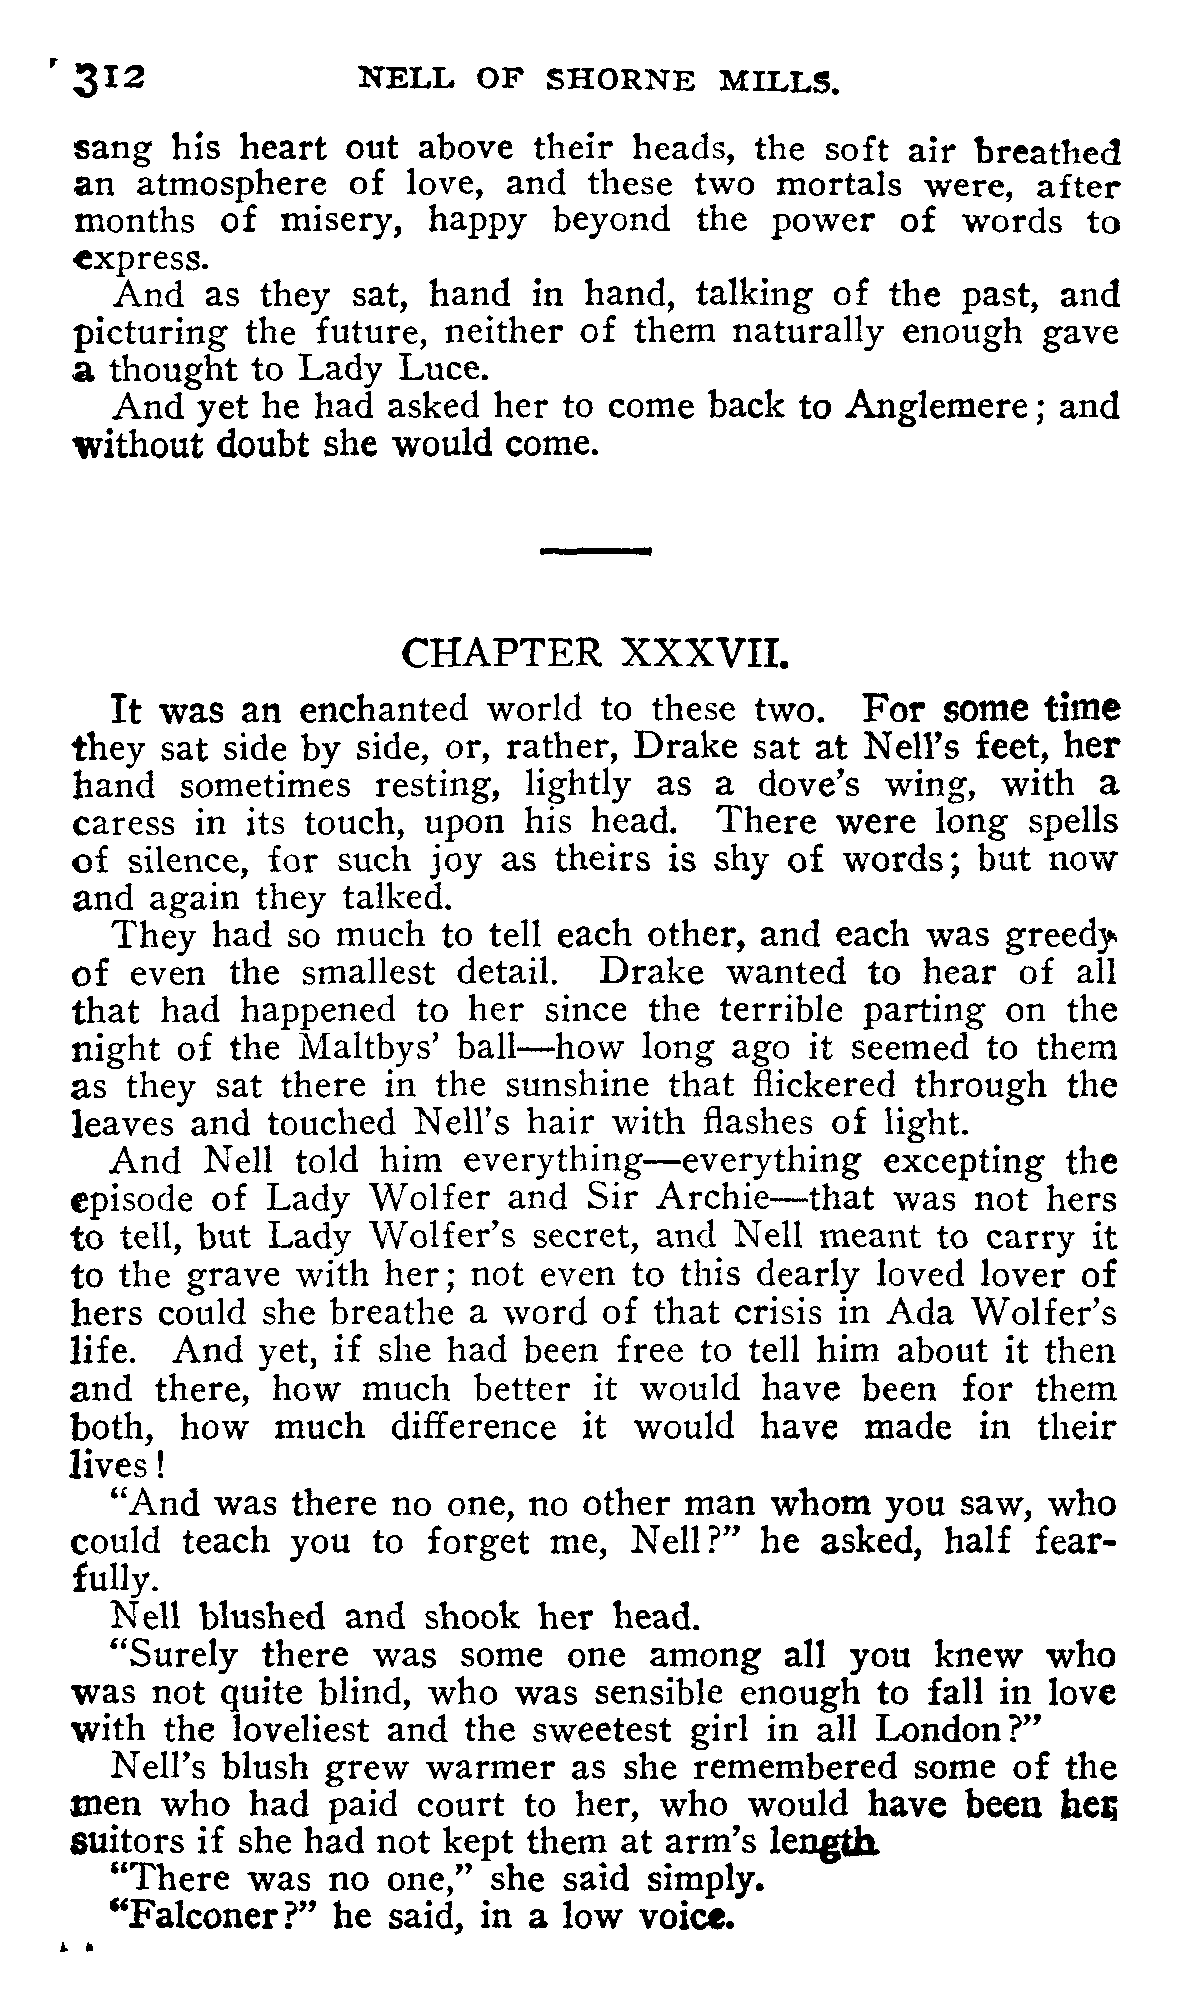 312 NELL OF SHORNE MILLS.
sang his heart out above their heads, the soft air breathed
an atmosphere of love, and these two mortals were, after
months of misery, happy beyond the power of words to
express.
And as they sat, hand in hand, talking of the past, and
picturing the future, neither of them naturally enough gave
a thought to Lady Luce.
And yet he had asked her to come back to Anglemere; and
without doubt she would come.
CHAPTER XXXVII.
It was an enchanted world to these two. For some time
they sat side by side, or, rather, Drake sat at Nell's feet, her
hand sometimes resting, lightly as a dove's wing, with a
caress in its touch, upon his head. There were long spells
of silence, for such joy as theirs is shy of words; but now
and again they talked.
They had so much to tell each other, and each was greedy
of even the smallest detail. Drake wanted to hear of all
that had happened to her since the terrible parting on the
night of the Maltbys' ball—how long ago it seemed to them
as they sat there in the sunshine that flickered through the
leaves and touched Nell's hair with flashes of light.
And Nell told him everything—everything excepting the
episode of Lady Wolfer and Sir Archie—that was not hers
to tell, but Lady Wolfer's secret, and Nell meant to carry it
to the grave with her; not even to this dearly loved lover of
hers could she breathe a word of that crisis in Ada Wolfer's
life. And yet, if she had been free to tell him about it then
and there, how much better it would have been for them
both, how much difference it would have made in their
lives!
"And was there no one, no other man whom you saw, who
could teach you to forget me, Nell?" he asked, half fear-
fully.
Nell blushed and shook her head.
"Surely there was some one among all you knew who
was not quite blind, who was sensible enough to fall in love
with the loveliest and the sweetest girl in all London?"
Nell's blush grew warmer as she remembered some of the
men who had paid court to her, who would have been her
suitors if she had not kept them at arm's length
"There was no one," she said simply.
"Falconer?" he said, in a low voice.